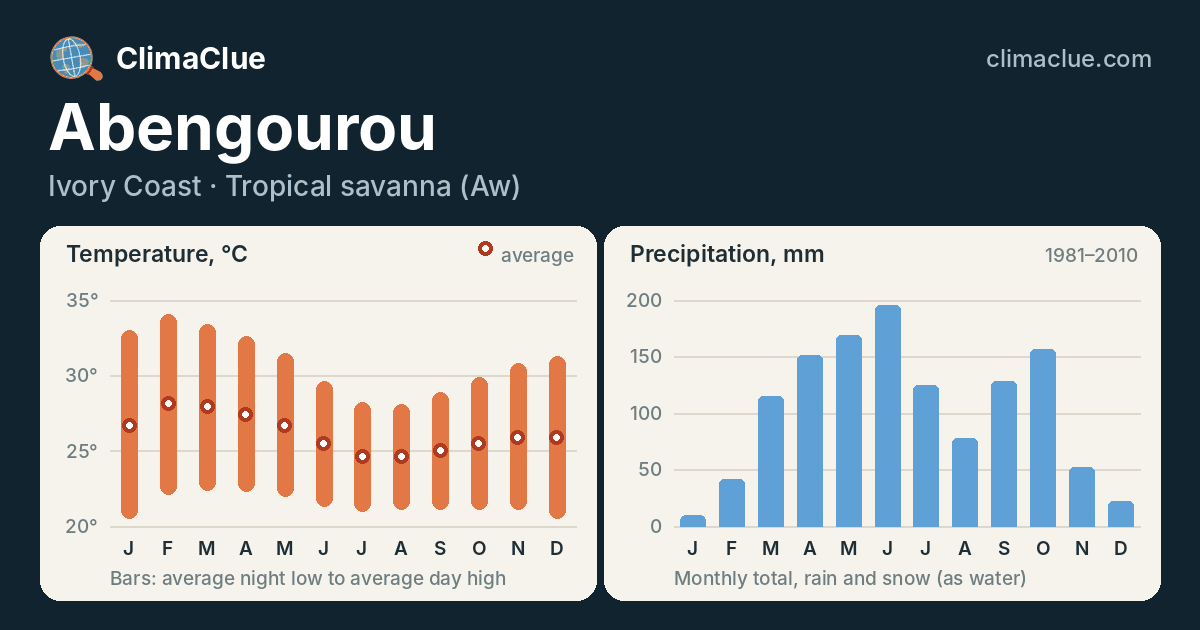 ClimaClue
climaclue.com
Abengourou
Ivory Coast · Tropical savanna (Aw)
Temperature, °C
average
35°
30°
25°
20°
J F M A M J J A S O N D
Bars: average night low to average day high
Precipitation, mm
1981–2010
200
150
100
50
0
J F M A M J J A S O N D
Monthly total, rain and snow (as water)